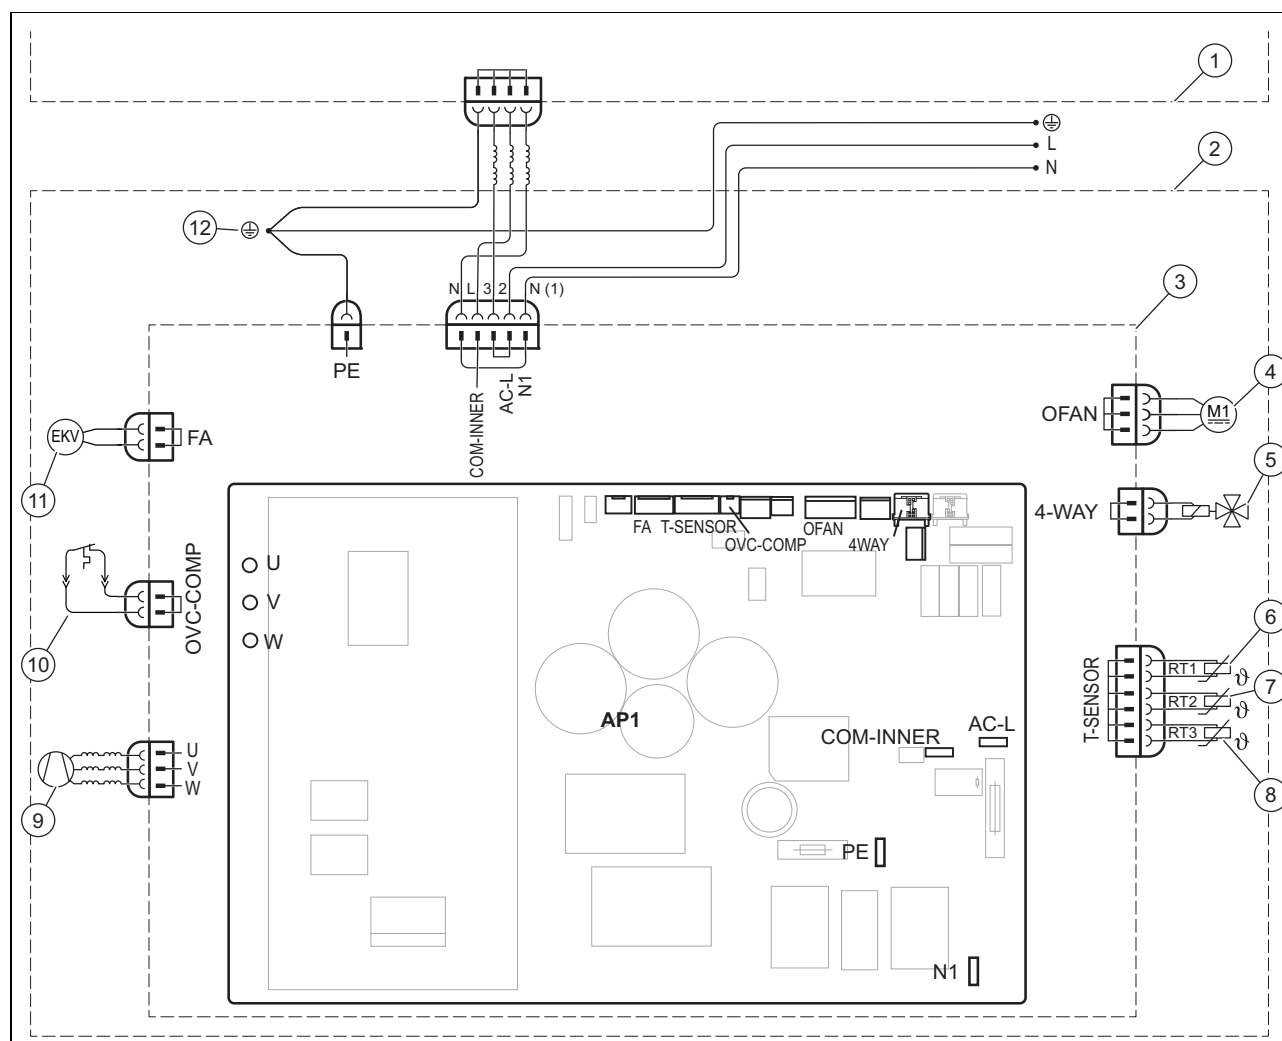 1
L
N
2
12
N L 3 2 N (1)
3
PE
COM-INNER
AC-L
N1
4
OFAN
M1
EKV
FA
11
5
4-WAY
FA T-SENSOR
OVC-COMP
OFAN
4WAY
U
V
W
OVC-COMP
10
6
T-SENSOR
RT1
ϑ
7
RT2
ϑ
RT3
ϑ
8
AP1
COM-INNER
AC-L
U
V
W
9
PE
N1